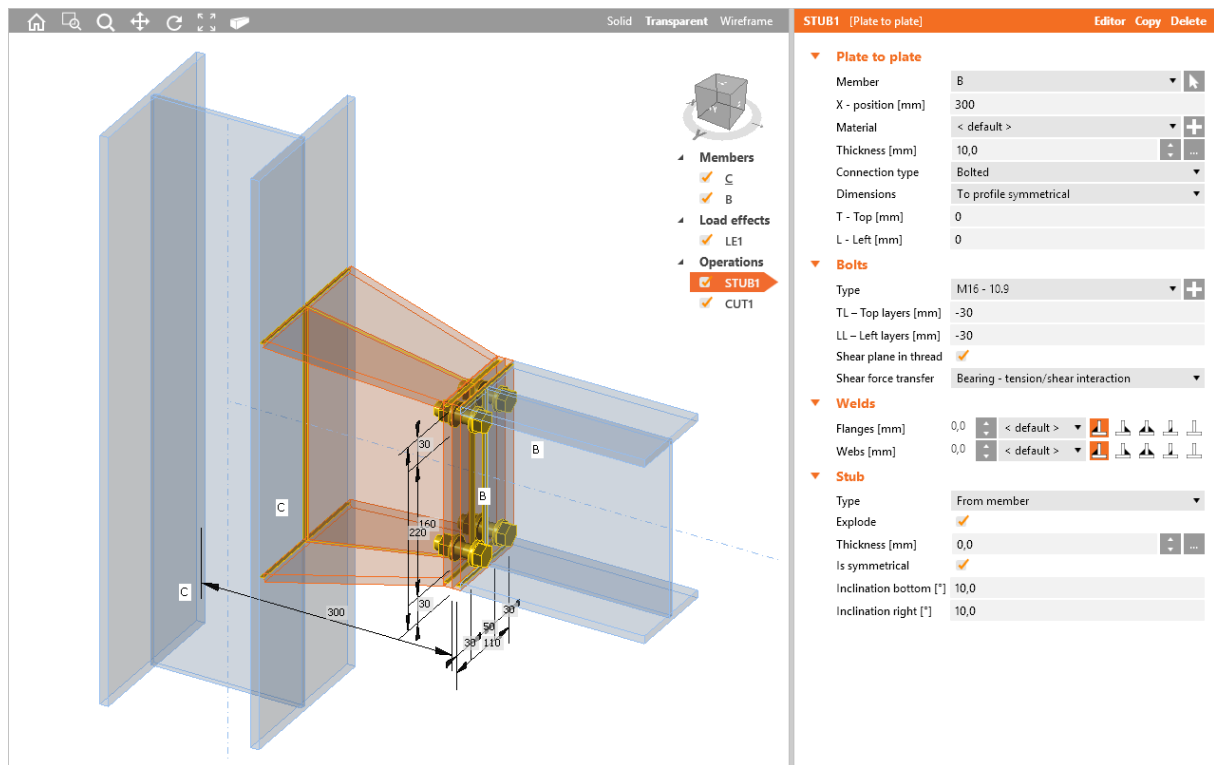 Solid Transparent Wireframe
STUB1 [Plate to plate] Editor Copy Delete
Members
C
B
Load effects
LE1
Operations
STUB1
CUT1
30
B
B
C
160
220
C
300
30
30
50
30
110
Plate to plate
Member B
X - position [mm] 300
Material < default >
Thickness [mm] 10,0 ...
Connection type Bolted
Dimensions To profile symmetrical
T - Top [mm] 0
L - Left [mm] 0
Bolts
Type M16 - 10.9
TL – Top layers [mm] -30
LL – Left layers [mm] -30
Shear plane in thread
Shear force transfer Bearing - tension/shear interaction
Welds
Flanges [mm] 0,0 < default >
Webs [mm] 0,0 < default >
Stub
Type From member
Explode
Thickness [mm] 0,0 ...
Is symmetrical
Inclination bottom [°] 10,0
Inclination right [°] 10,0